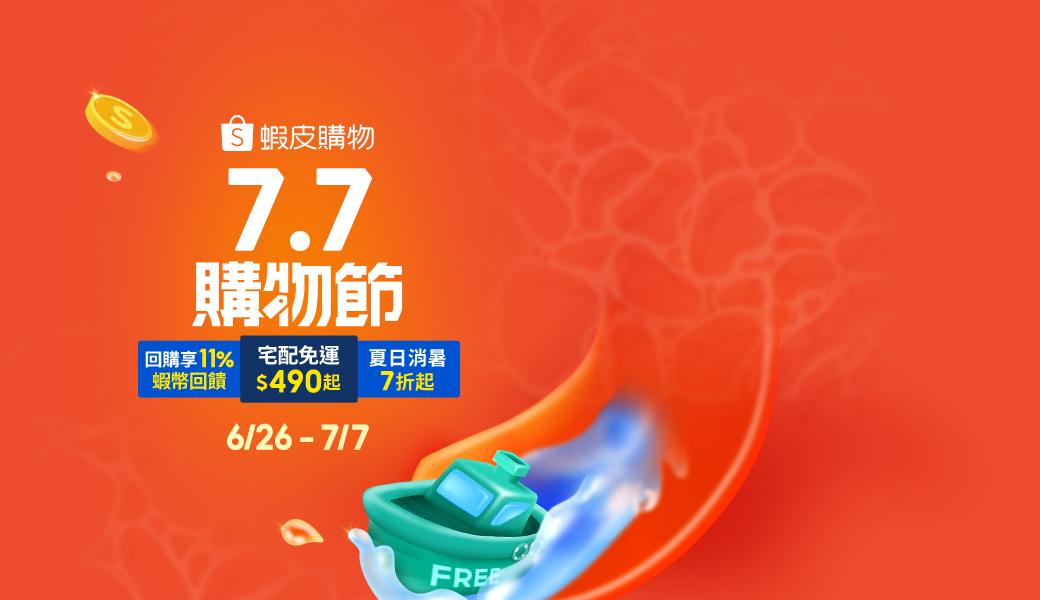 蝦皮購物
7.7
購物節
回購享11%
蝦幣回饋
宅配免運
$490起
夏日消暑
7折起
6/26 - 7/7
FREE